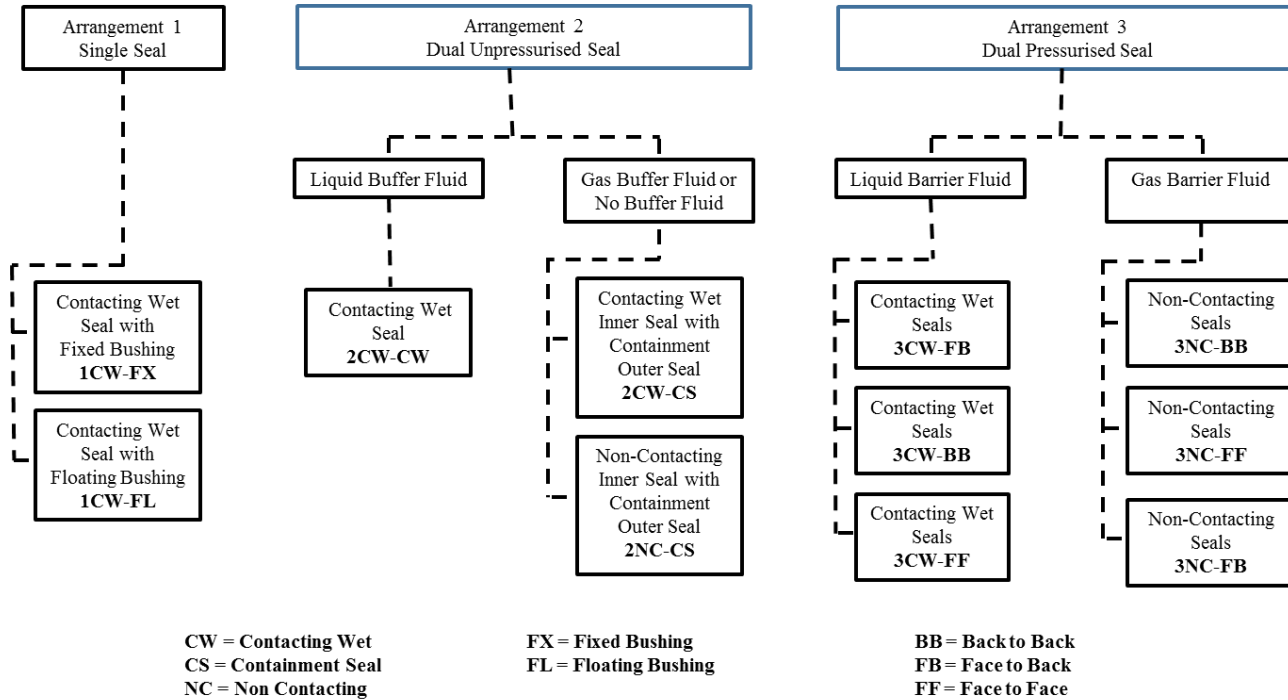 Arrangement 1
Single Seal
Arrangement 2
Dual Unpressurised Seal
Arrangement 3
Dual Pressurised Seal
Liquid Buffer Fluid
Gas Buffer Fluid or
No Buffer Fluid
Liquid Barrier Fluid
Gas Barrier Fluid
Contacting Wet
Seal with
Fixed Bushing
1CW-FX
Contacting Wet
Seal with
Floating Bushing
1CW-FL
Contacting Wet
Seal
2CW-CW
Contacting Wet
Inner Seal with
Containment
Outer Seal
2CW-CS
Non-Contacting
Inner Seal with
Containment
Outer Seal
2NC-CS
Contacting Wet
Seals
3CW-FB
Contacting Wet
Seals
3CW-BB
Contacting Wet
Seals
3CW-FF
Non-Contacting
Seals
3NC-BB
Non-Contacting
Seals
3NC-FF
Non-Contacting
Seals
3NC-FB
CW = Contacting Wet
CS = Containment Seal
NC = Non Contacting
FX = Fixed Bushing
FL = Floating Bushing
BB = Back to Back
FB = Face to Back
FF = Face to Face